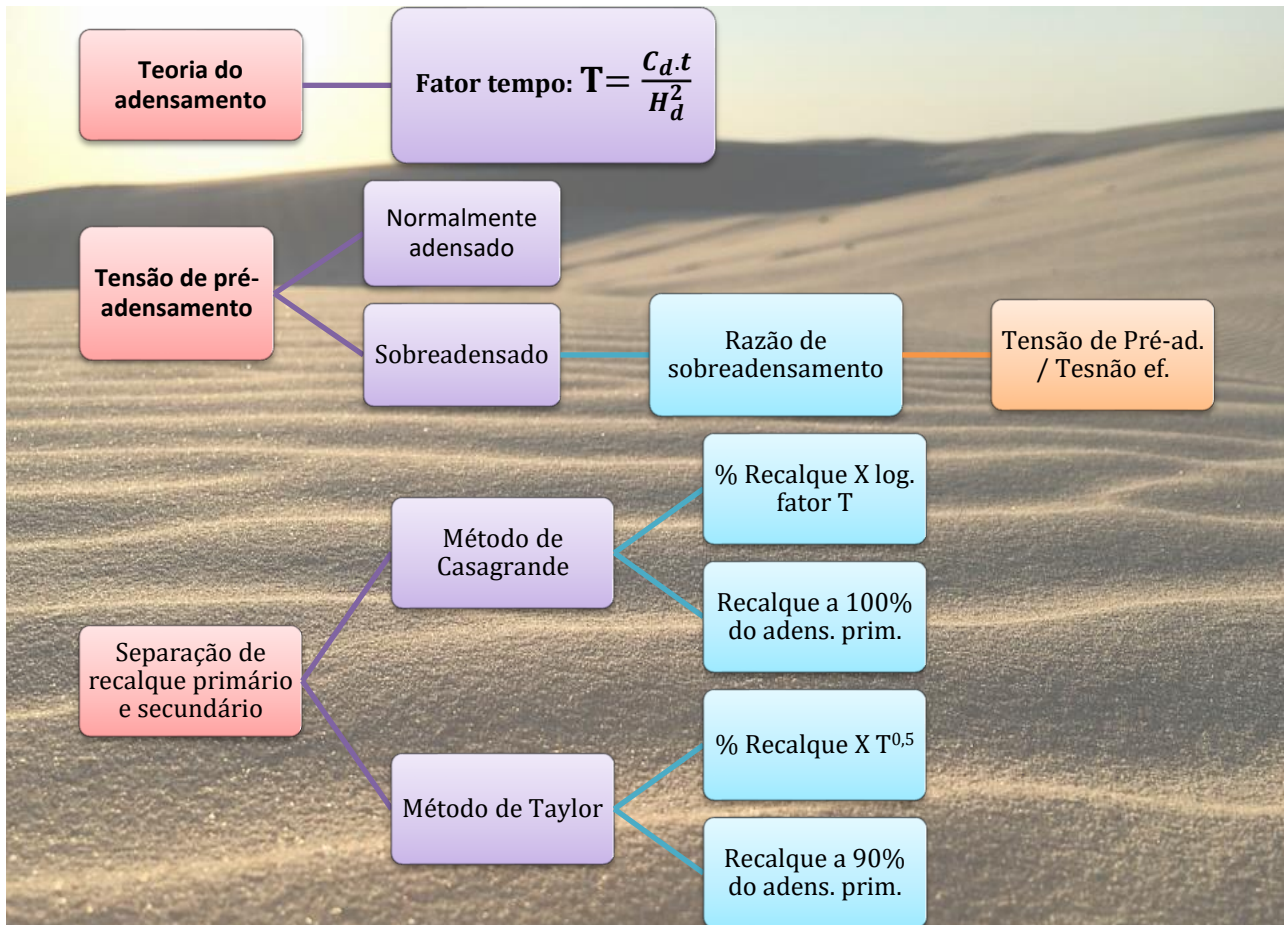 Teoria do
adensamento
Fator tempo: T= C_d.t / H_d^2
Tensão de pré-
adensamento
Normalmente
adensado
Sobreadensado
Razão de
sobreadensamento
Tensão de Pré-ad.
/ Tesnão ef.
Separação de
recalque primário
e secundário
Método de
Casagrande
% Recalque X log.
fator T
Recalque a 100%
do adens. prim.
Método de Taylor
% Recalque X T^0,5
Recalque a 90%
do adens. prim.